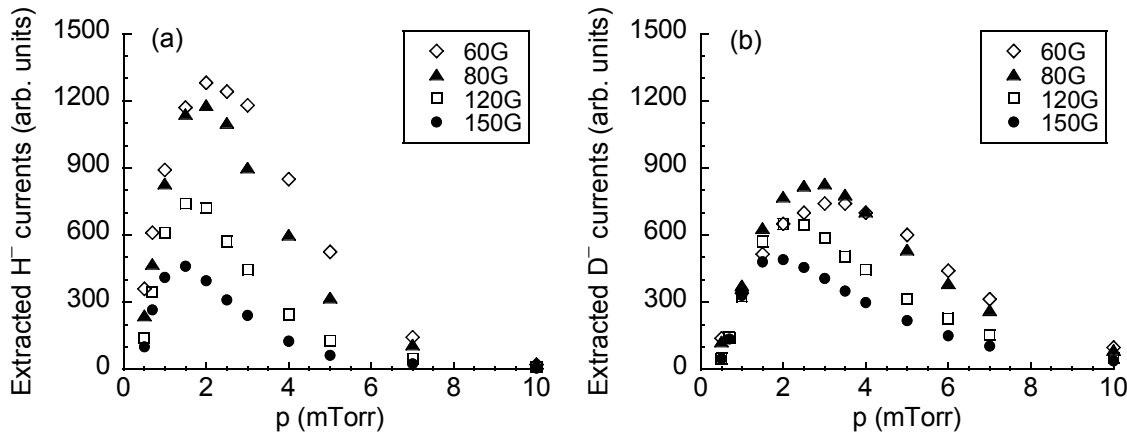 (a)
Extracted H⁻ currents (arb. units)
1500
1200
900
600
300
0
60G
80G
120G
150G
0 2 4 6 8 10
p (mTorr)
(b)
Extracted D⁻ currents (arb. units)
1500
1200
900
600
300
0
60G
80G
120G
150G
0 2 4 6 8 10
p (mTorr)